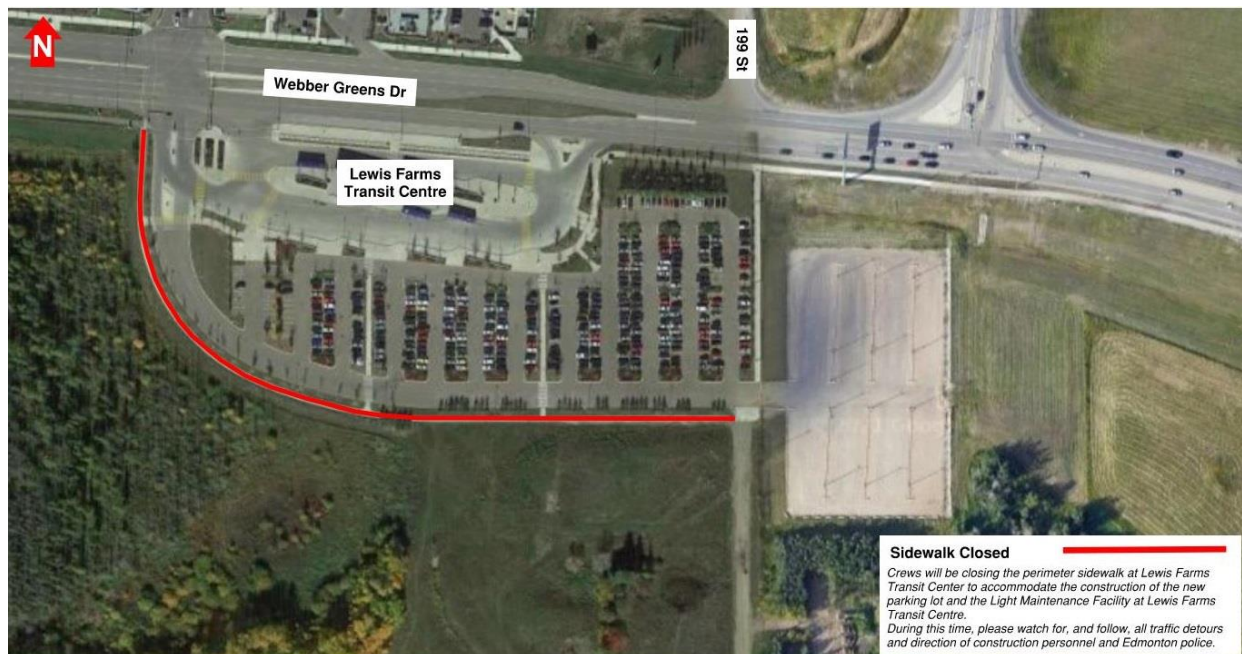 N
199 St
Webber Greens Dr
Lewis Farms
Transit Centre
Sidewalk Closed
Crews will be closing the perimeter sidewalk at Lewis Farms
Transit Center to accommodate the construction of the new
parking lot and the Light Maintenance Facility at Lewis Farms
Transit Centre.
During this time, please watch for, and follow, all traffic detours
and direction of construction personnel and Edmonton police.